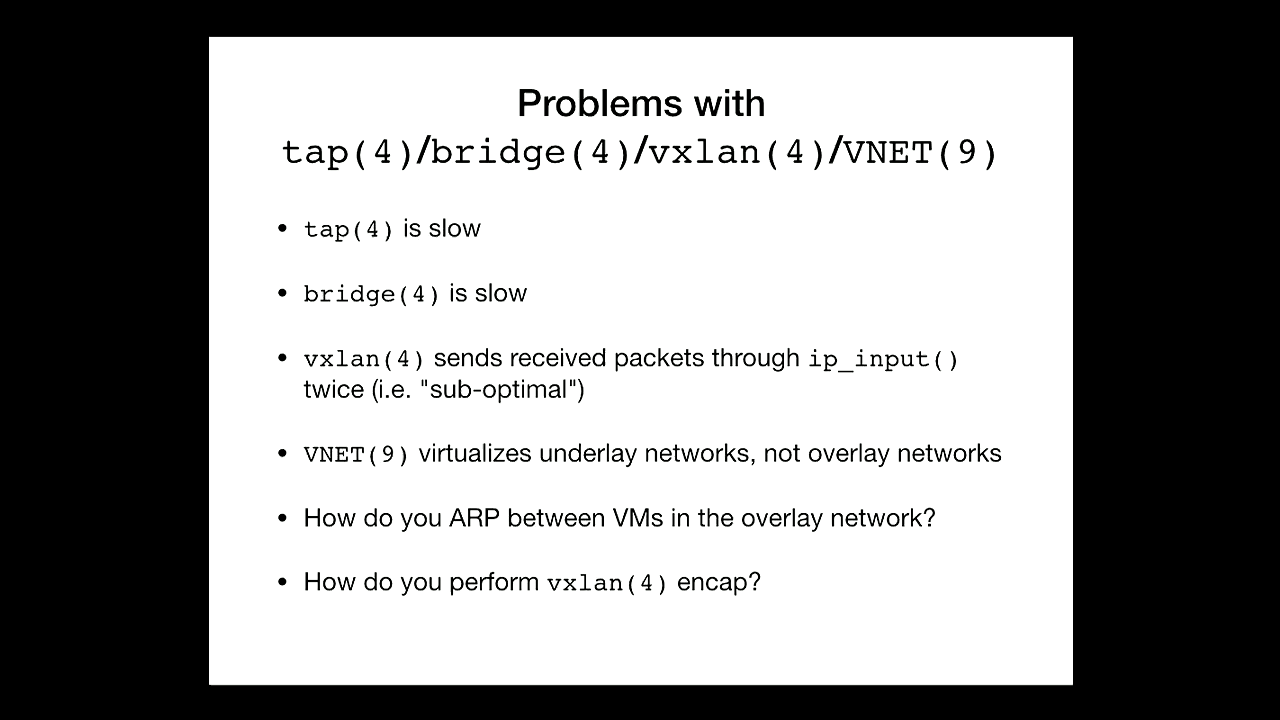 Problems with
tap(4)/bridge(4)/vxlan(4)/VNET(9)
• tap(4) is slow
• bridge(4) is slow
• vxlan(4) sends received packets through ip_input()
twice (i.e. "sub-optimal")
• VNET(9) virtualizes underlay networks, not overlay networks
• How do you ARP between VMs in the overlay network?
• How do you perform vxlan(4) encap?